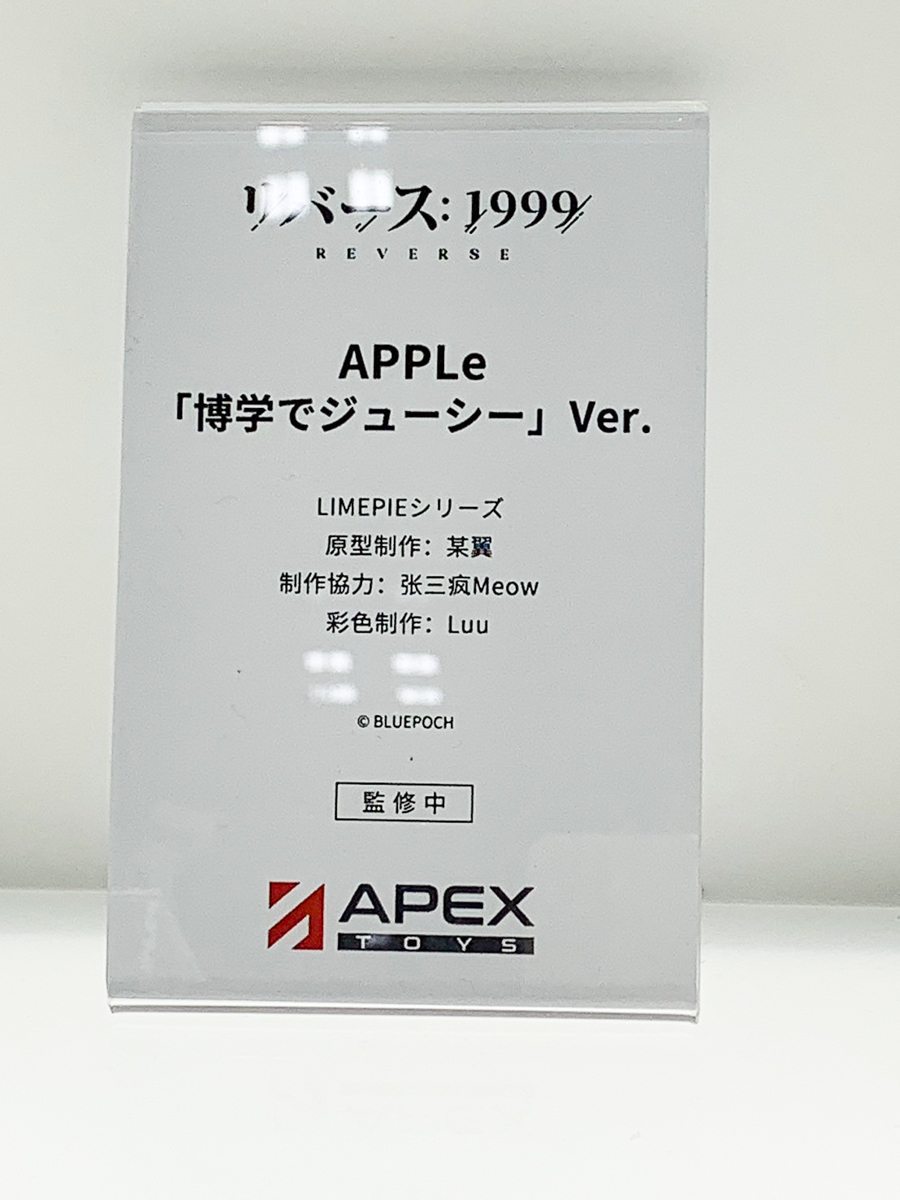 リバース:1999
REVERSE
APPLe
「博学でジューシー」Ver.
LIMEPIEシリーズ
原型制作：某翼
制作協力：张三疯Meow
彩色制作：Luu
© BLUEPOCH
監修中
APEX
TOYS